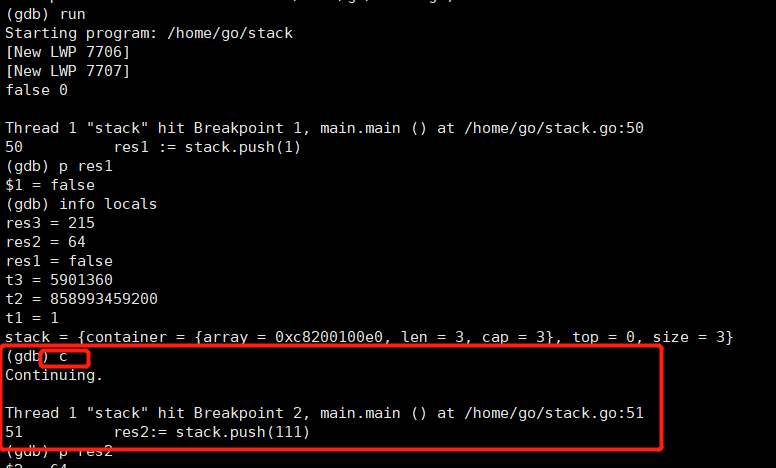 (gdb) run
Starting program: /home/go/stack
[New LWP 7706]
[New LWP 7707]
false 0
Thread 1 "stack" hit Breakpoint 1, main.main () at /home/go/stack.go:50
50 res1 := stack.push(1)
(gdb) p res1
$1 = false
(gdb) info locals
res3 = 215
res2 = 64
res1 = false
t3 = 5901360
t2 = 858993459200
t1 = 1
stack = {container = {array = 0xc8200100e0, len = 3, cap = 3}, top = 0, size = 3}
(gdb) c
Continuing.
Thread 1 "stack" hit Breakpoint 2, main.main () at /home/go/stack.go:51
51 res2:= stack.push(111)
(gdb) p res2